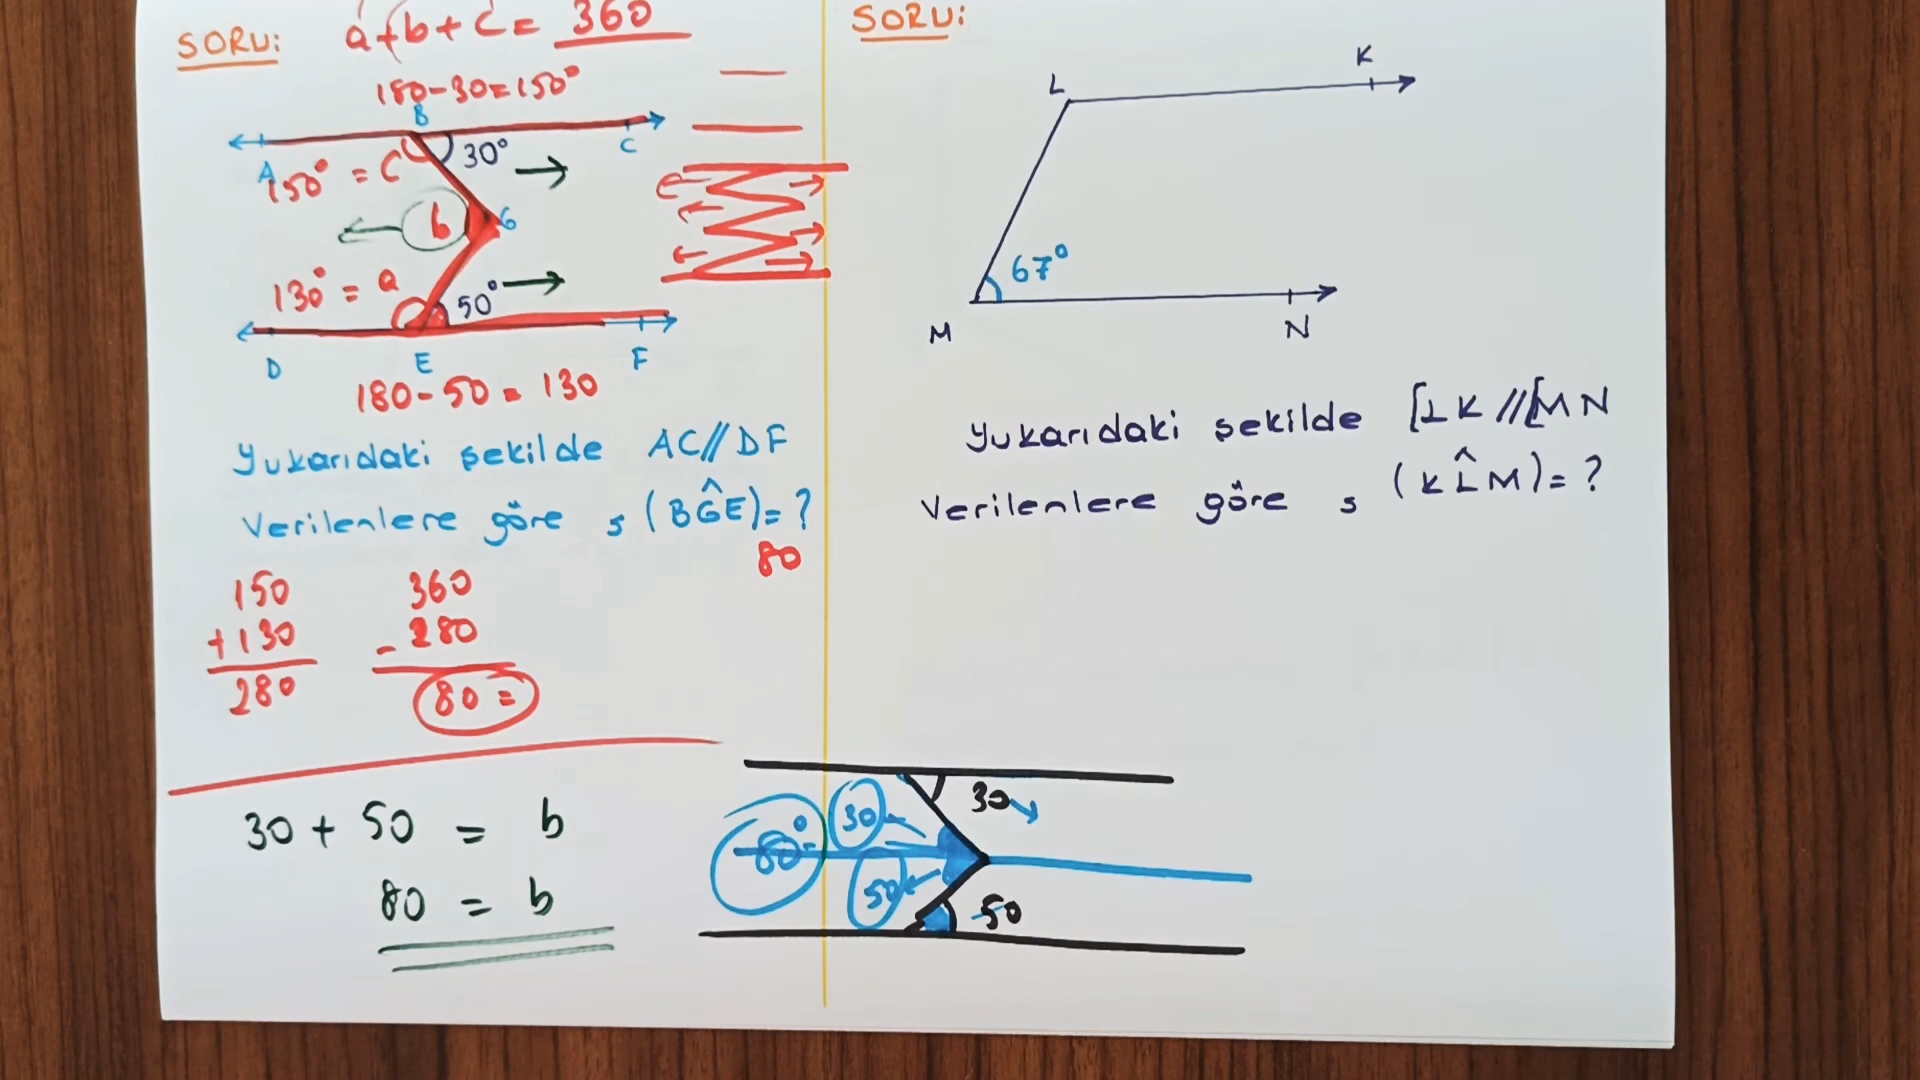 SORU:
a+b+c=360
180-30=150°
B
A
C
150° = C
30°
b
G
130° = a
50°
D
E
F
180-50=130
Yukarıdaki şekilde AC//DF
Verilenlere göre s(BĜE)=?
80
150
+130
280
360
-280
80=
30+50=b
80=b
SORU:
L
K
67°
M
N
Yukarıdaki şekilde [LK//[MN
Verilenlere göre s(KL̂M)=?
30
30
80°
50
50